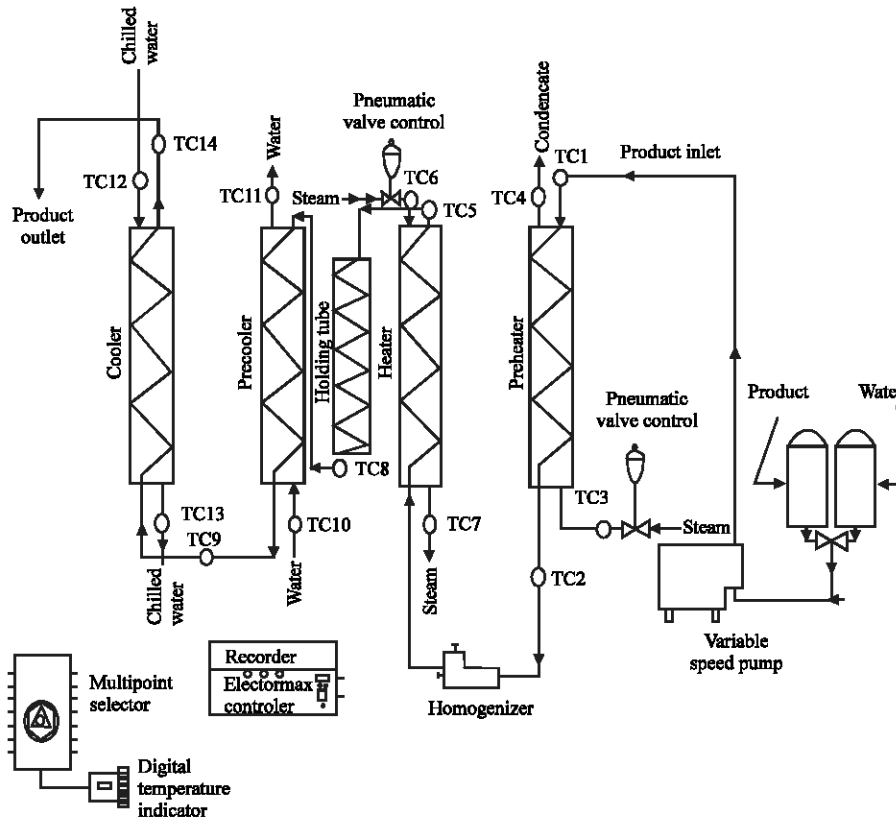 Chilled
water
Pneumatic
valve control
Condencate
TC14
Water
TC1
Product inlet
TC12
TC11
Steam
TC6
TC4
TC5
Product
outlet
Cooler
Precooler
Holding tube
Heater
Preheater
Pneumatic
valve control
Product
Wate
TC8
TC3
TC13
TC10
TC7
Steam
TC9
TC2
Chilled
water
Water
Steam
Variable
speed pump
Recorder
Electormax
controler
Multipoint
selector
Homogenizer
Digital
temperature
indicator